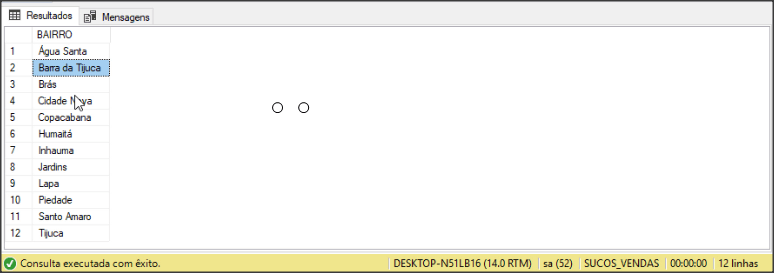 Resultados Mensagens
BAIRRO
1 Água Santa
2 Barra da Tijuca
3 Brás
4 Cidade
5 Copacabana
6 Humaitá
7 Inhauma
8 Jardins
9 Lapa
10 Piedade
11 Santo Amaro
12 Tijuca
Consulta executada com êxito. DESKTOP-N51LB16 (14.0 RTM) sa (52) SUCOS_VENDAS 00:00:00 12 linhas